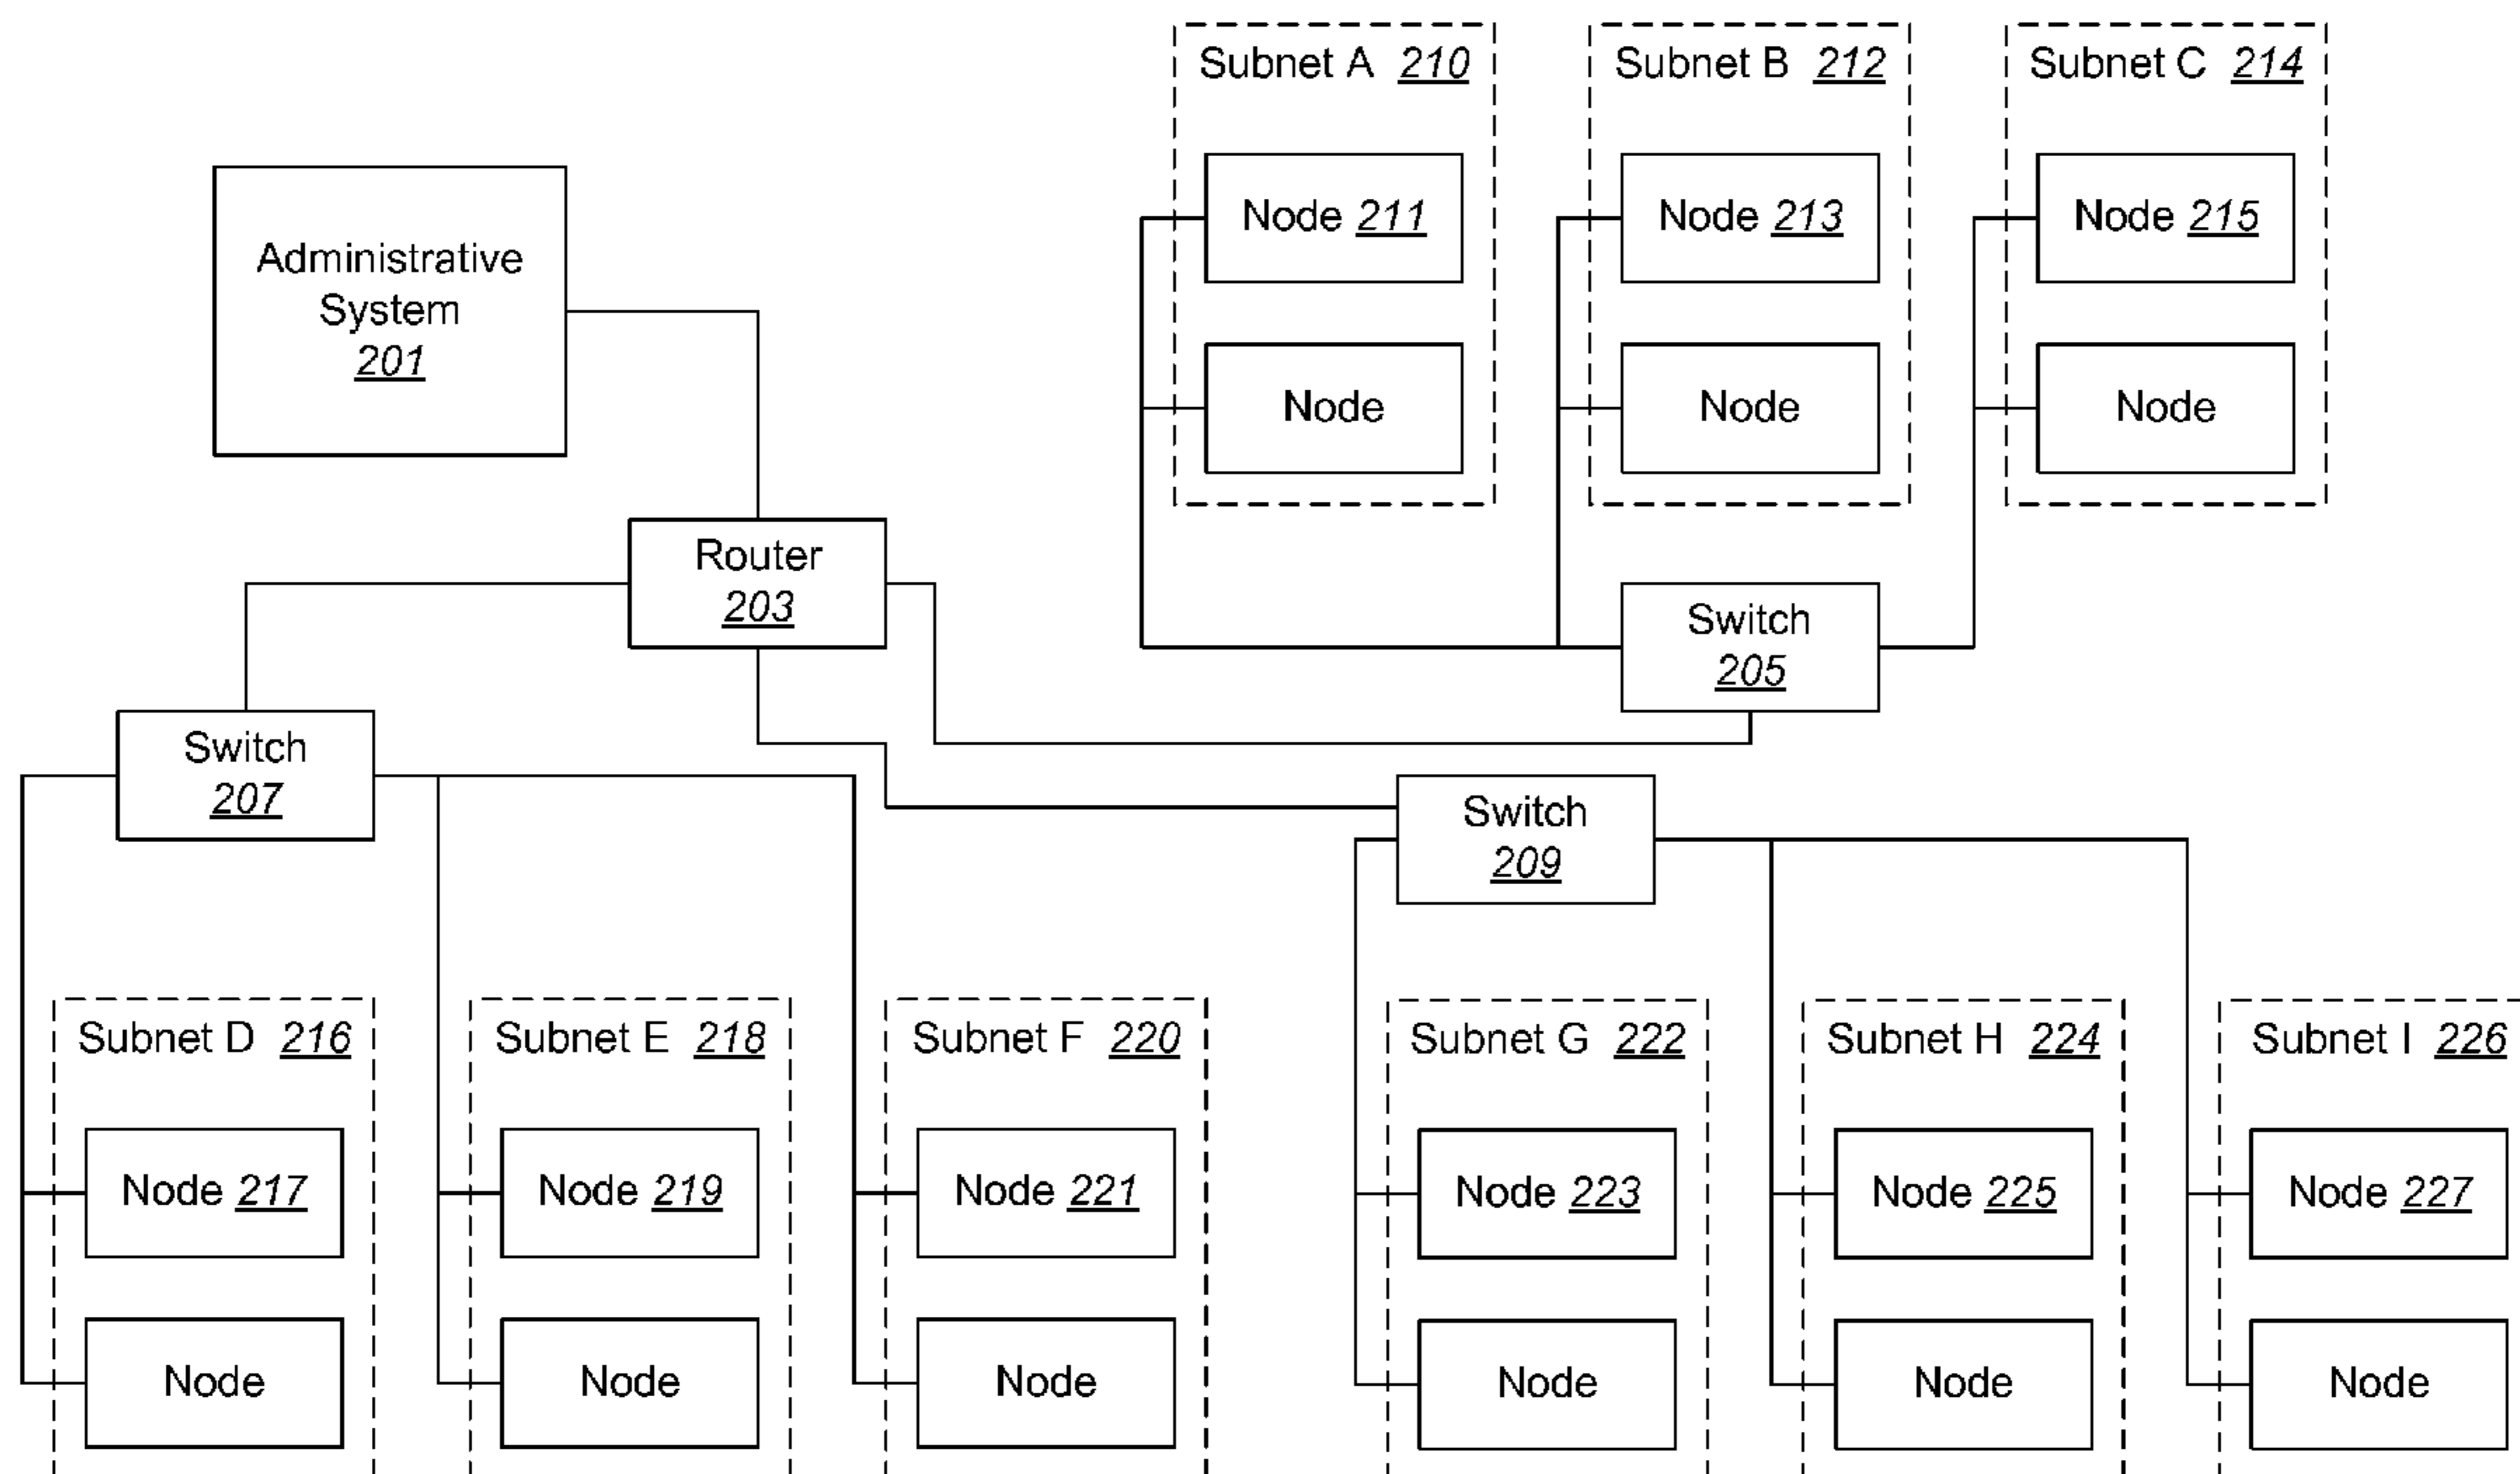 Subnet A 210
Subnet B 212
Subnet C 214
Node 211
Node 213
Node 215
Node
Node
Node
Administrative
System
201
Router
203
Switch
205
Switch
207
Switch
209
Subnet D 216
Subnet E 218
Subnet F 220
Subnet G 222
Subnet H 224
Subnet I 226
Node 217
Node 219
Node 221
Node 223
Node 225
Node 227
Node
Node
Node
Node
Node
Node